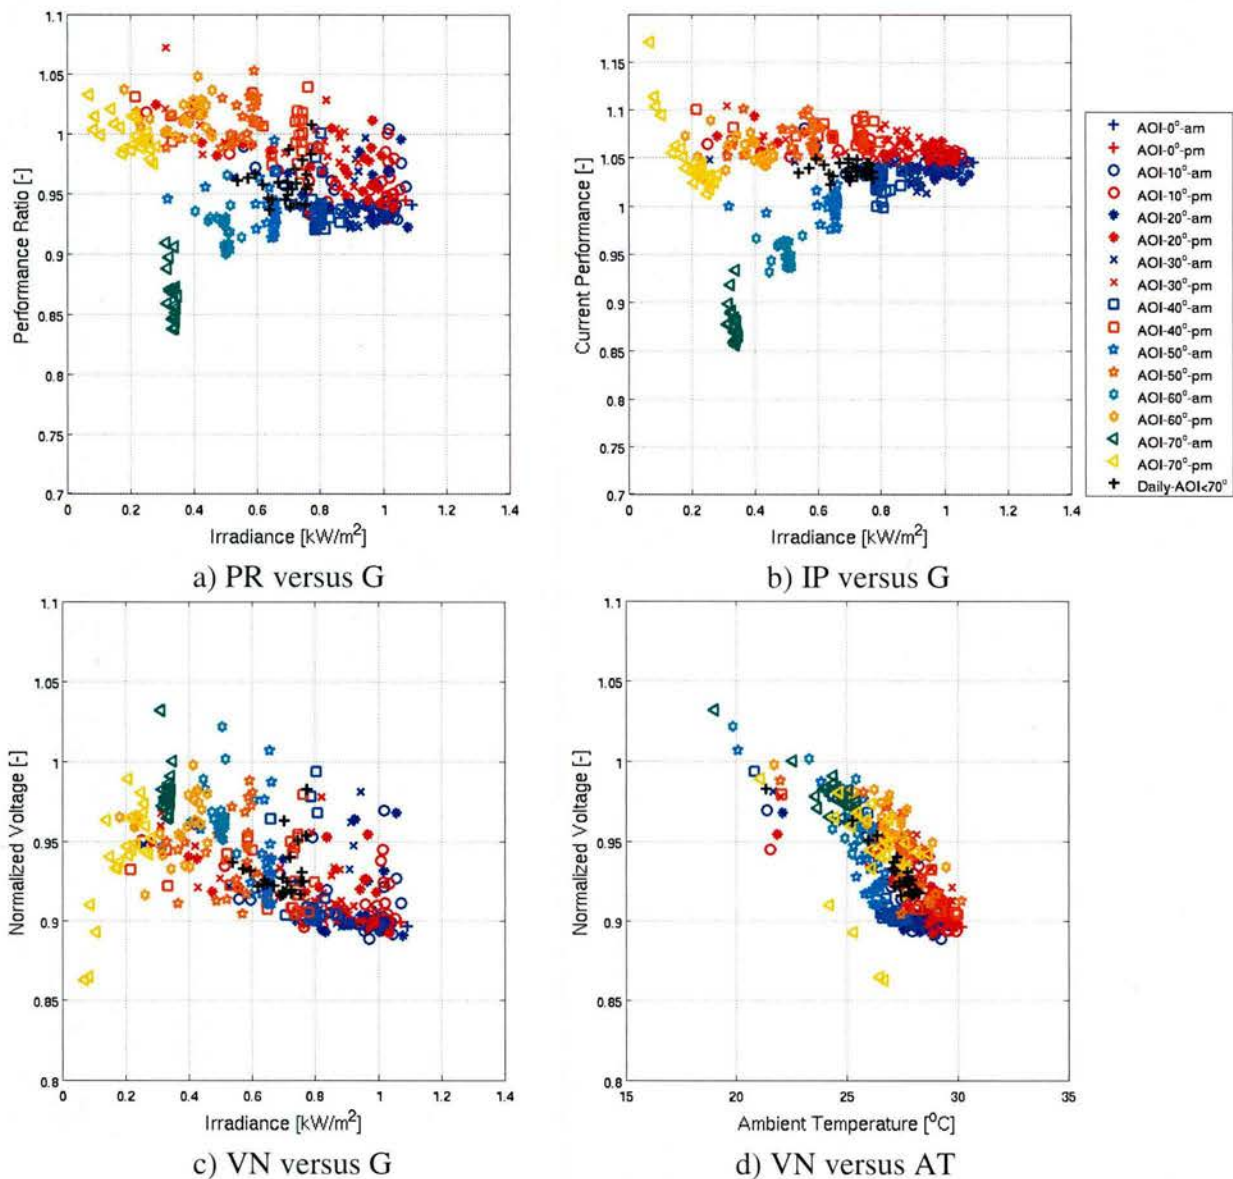 1.1
1.05
1
0.95
0.9
0.85
0.8
0.75
0.7
Performance Ratio [-]
0 0.2 0.4 0.6 0.8 1 1.2 1.4
Irradiance [kW/m²]
a) PR versus G
1.15
1.1
1.05
1
0.95
0.9
0.85
0.8
0.75
0.7
Current Performance [-]
0 0.2 0.4 0.6 0.8 1 1.2 1.4
Irradiance [kW/m²]
b) IP versus G
AOI-0°-am
AOI-0°-pm
AOI-10°-am
AOI-10°-pm
AOI-20°-am
AOI-20°-pm
AOI-30°-am
AOI-30°-pm
AOI-40°-am
AOI-40°-pm
AOI-50°-am
AOI-50°-pm
AOI-60°-am
AOI-60°-pm
AOI-70°-am
AOI-70°-pm
Daily-AOI<70°
1.1
1.05
1
0.95
0.9
0.85
0.8
Normalized Voltage [-]
0 0.2 0.4 0.6 0.8 1 1.2 1.4
Irradiance [kW/m²]
c) VN versus G
1.1
1.05
1
0.95
0.9
0.85
0.8
Normalized Voltage [-]
15 20 25 30 35
Ambient Temperature [°C]
d) VN versus AT